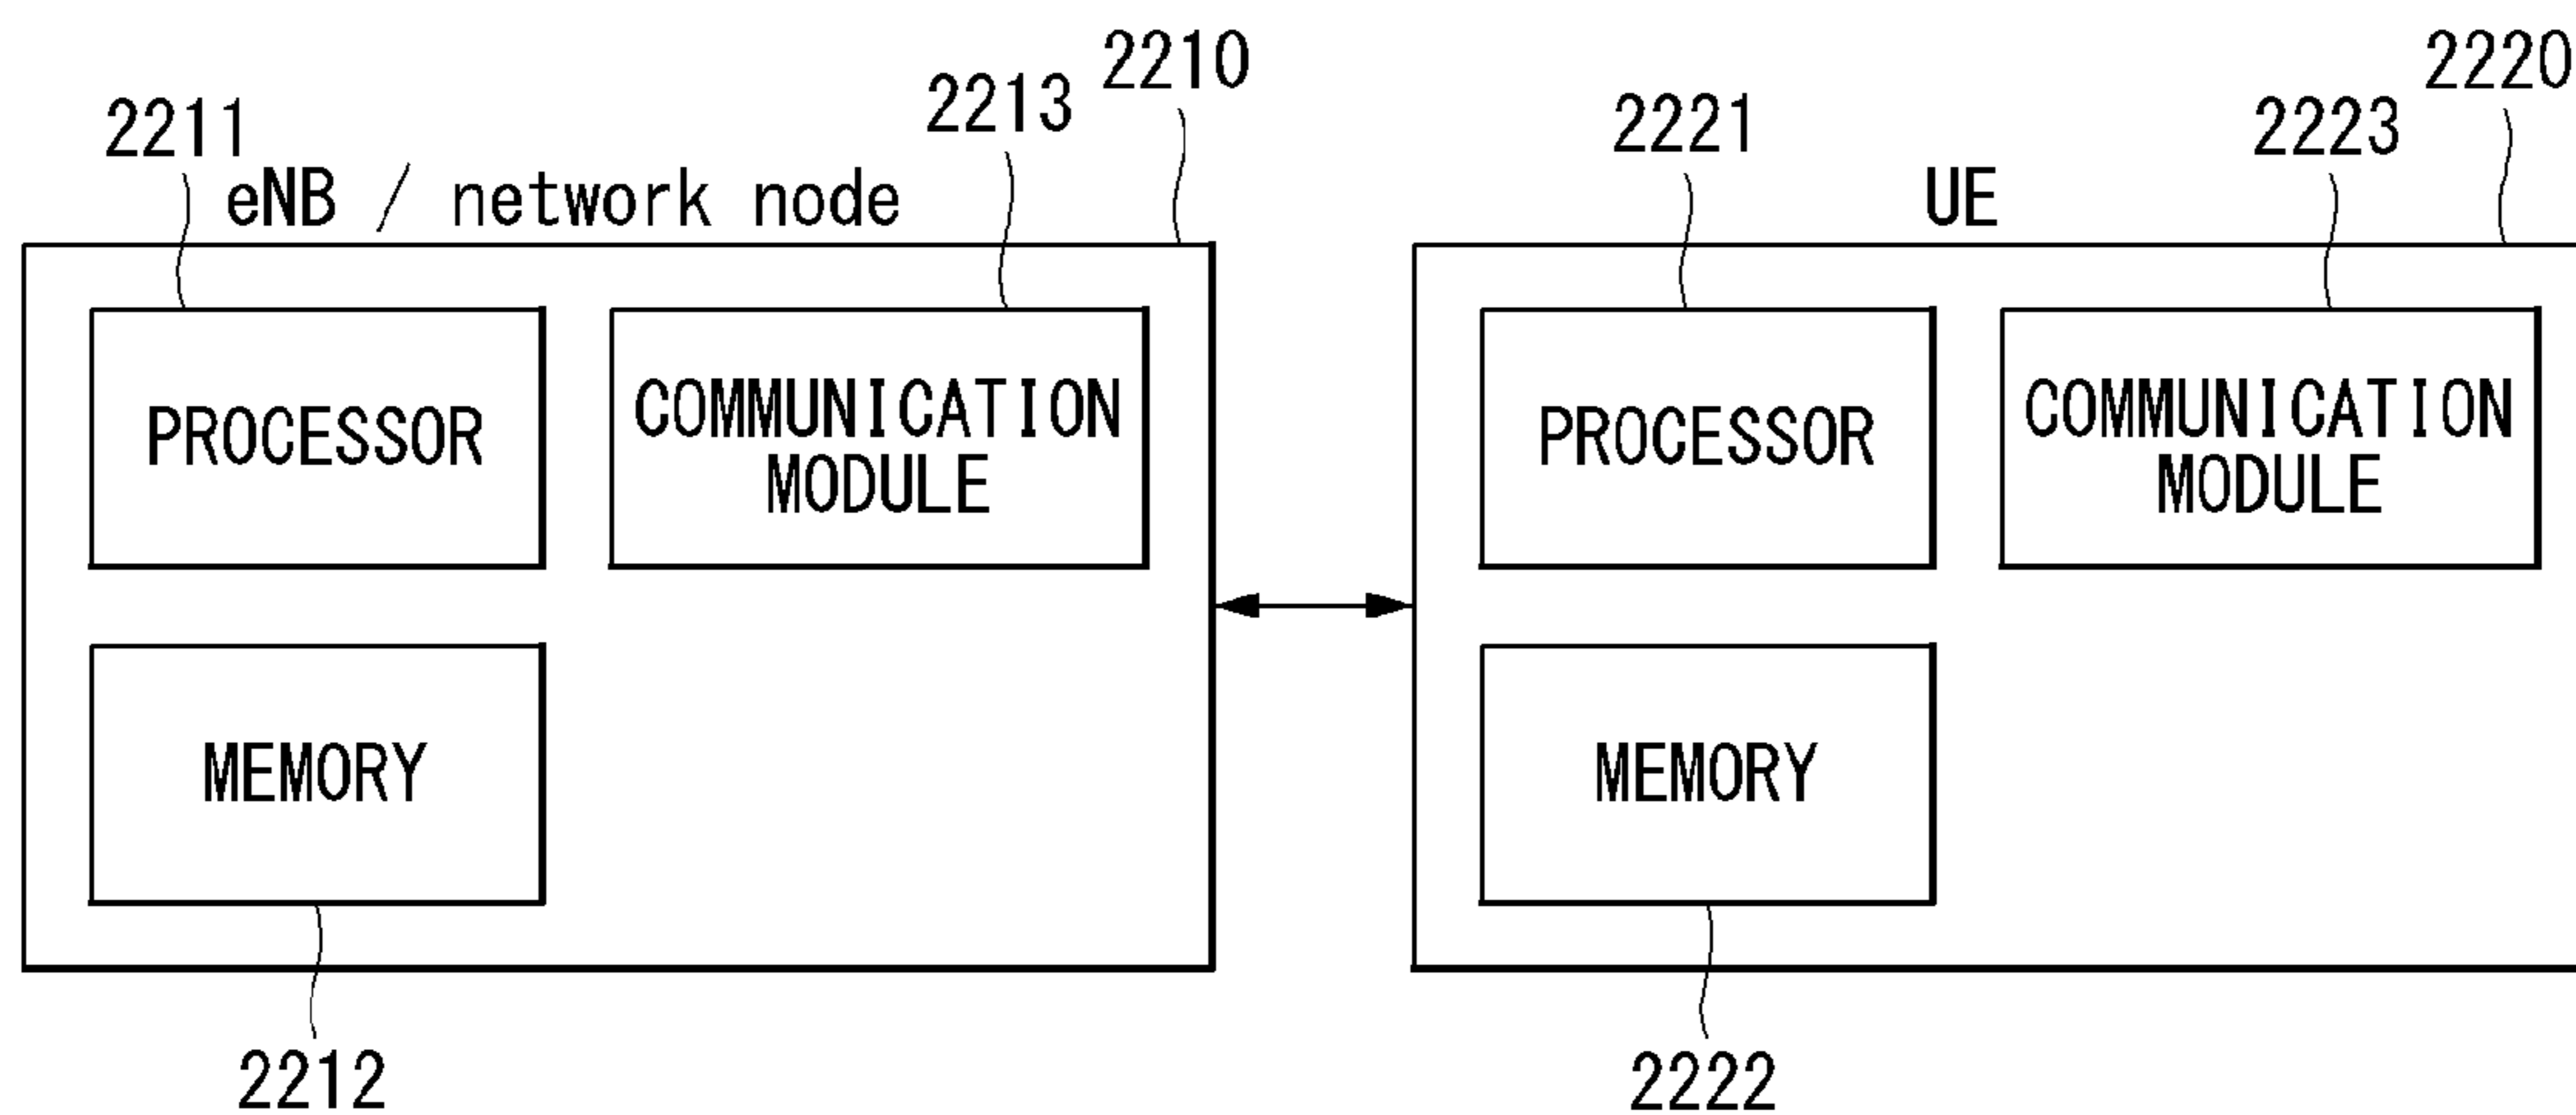 2210
2220
2213
2211
2221
2223
eNB / network node
UE
PROCESSOR
COMMUNICATION
MODULE
PROCESSOR
COMMUNICATION
MODULE
MEMORY
MEMORY
2212
2222